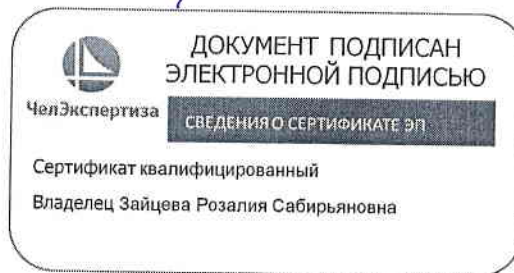 ДОКУМЕНТ ПОДПИСАН
ЭЛЕКТРОННОЙ ПОДПИСЬЮ
ЧелЭкспертиза
СВЕДЕНИЯ О СЕРТИФИКАТЕ ЭП
Сертификат квалифицированный
Владелец Зайцева Розалия Сабирьяновна